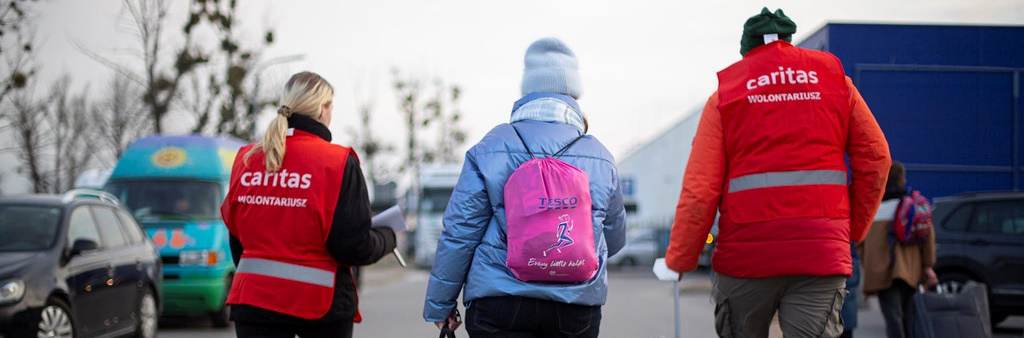 caritas
WOLONTARIUSZ
TESCO
Every little helps
caritas
WOLONTARIUSZ